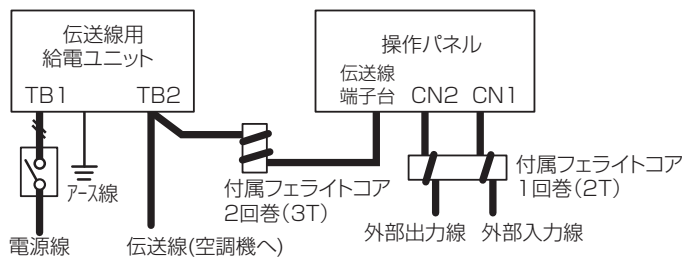 伝送線用
給電ユニット
TB1
TB2
操作パネル
伝送線
端子台
CN2
CN1
アース線
付属フェライトコア
2回巻(3T)
付属フェライトコア
1回巻(2T)
電源線
伝送線(空調機へ)
外部出力線
外部入力線